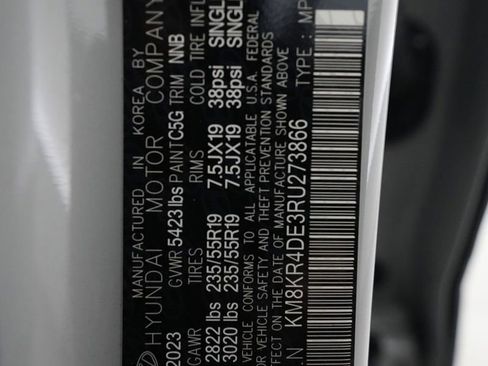 MANUFACTURED IN KOREA BY
HYUNDAI MOTOR COMPANY
2023 GVWR 5423 lbs PAINT C5G TRIM NNB
GAWR TIRES RIMS COLD TIRE INFL
2822 lbs 235/55R19 7.5JX19 38psi SINGL
3020 lbs 235/55R19 7.5JX19 38psi SINGL
VEHICLE CONFORMS TO ALL APPLICABLE U.S.A. FEDERAL
OR VEHICLE SAFETY AND THEFT PREVENTION STANDARDS
ON THE DATE OF MANUFACTURE SHOWN ABOVE
I.N KM8KR4DE3RU273866 TYPE: MP